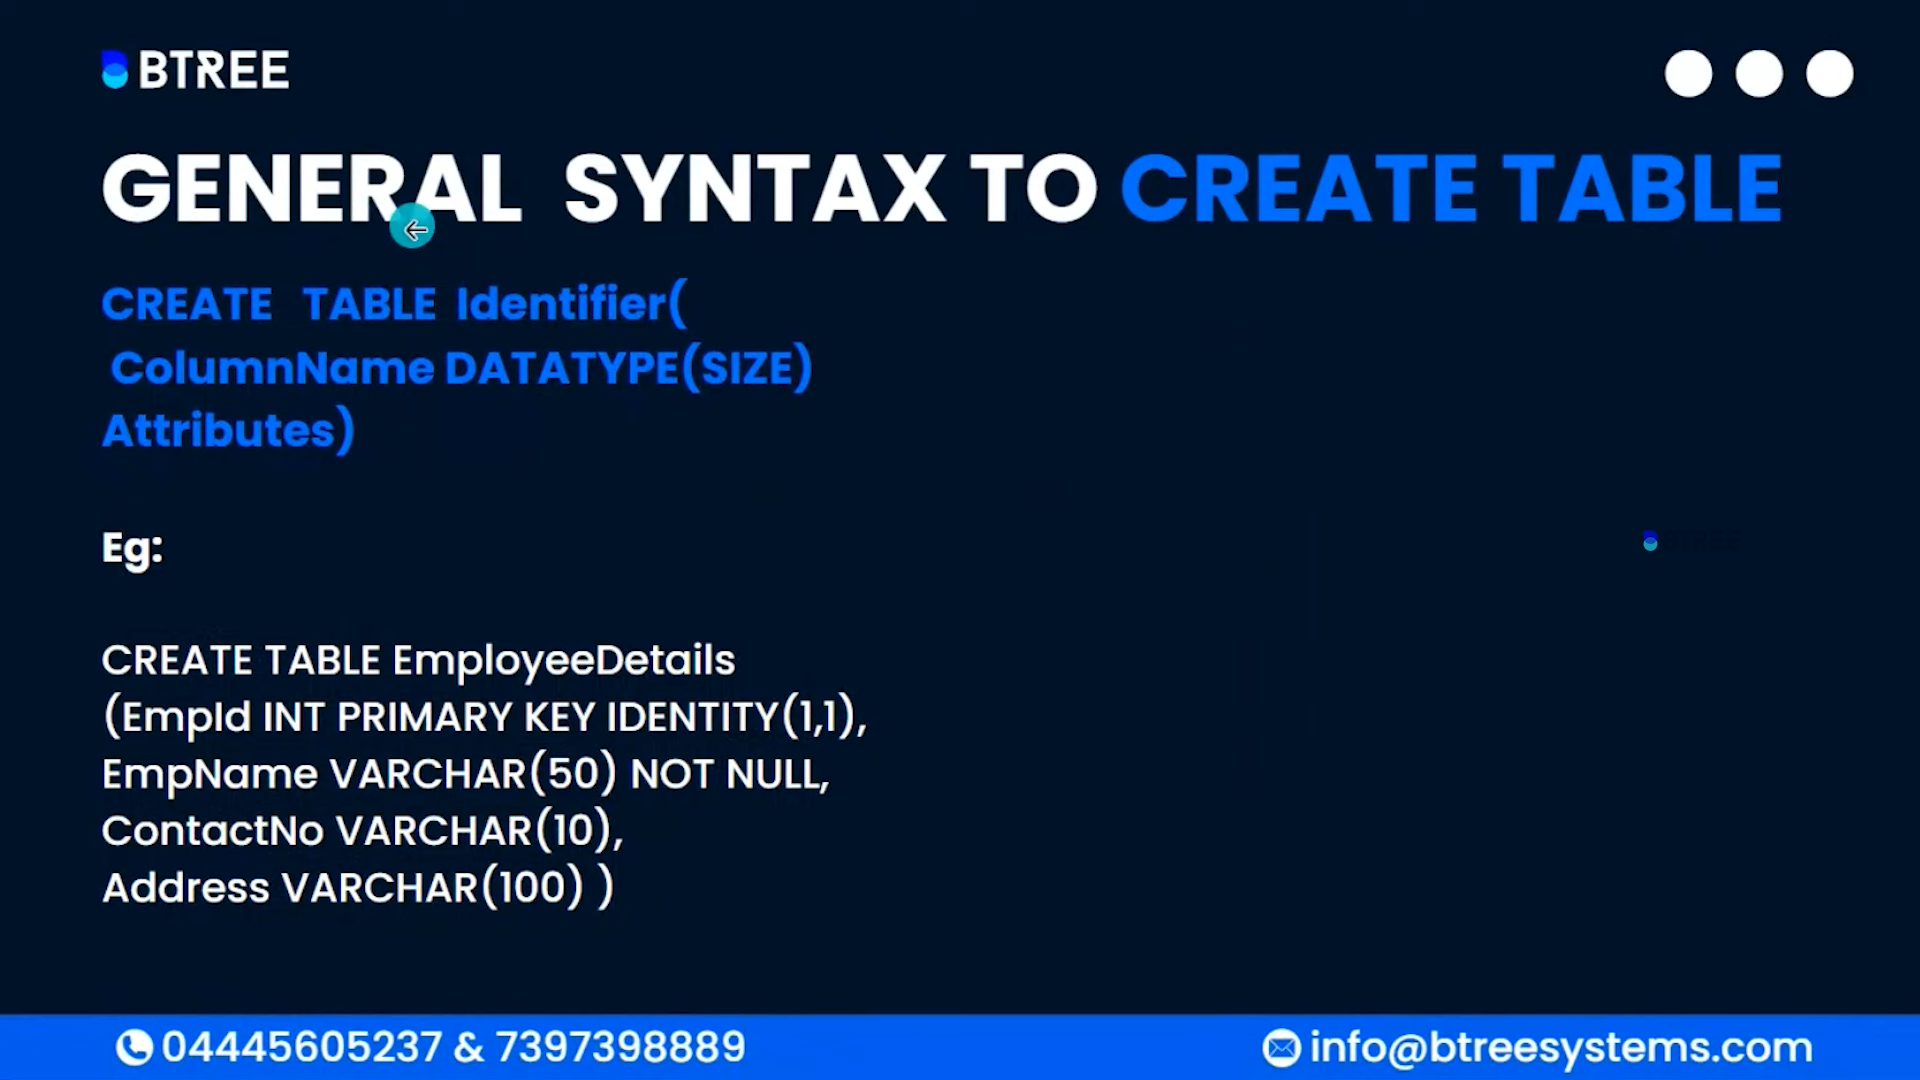 BTREE
GENERAL SYNTAX TO CREATE TABLE
CREATE TABLE Identifier(
ColumnName DATATYPE(SIZE)
Attributes)
Eg:
BTREE
CREATE TABLE EmployeeDetails
(EmpId INT PRIMARY KEY IDENTITY(1,1),
EmpName VARCHAR(50) NOT NULL,
ContactNo VARCHAR(10),
Address VARCHAR(100) )
04445605237 & 7397398889
info@btreesystems.com